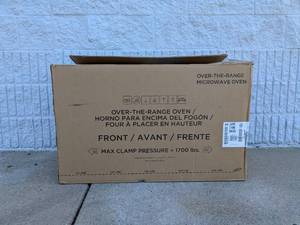 OVER-THE-RANGE
MICROWAVE OVEN
OVER-THE-RANGE OVEN /
HORNO PARA ENCIMA DEL FOGÓN /
FOUR À PLACER EN HAUTEUR
FRONT / AVANT / FRENTE
MAX CLAMP PRESSURE = 1700 lbs.